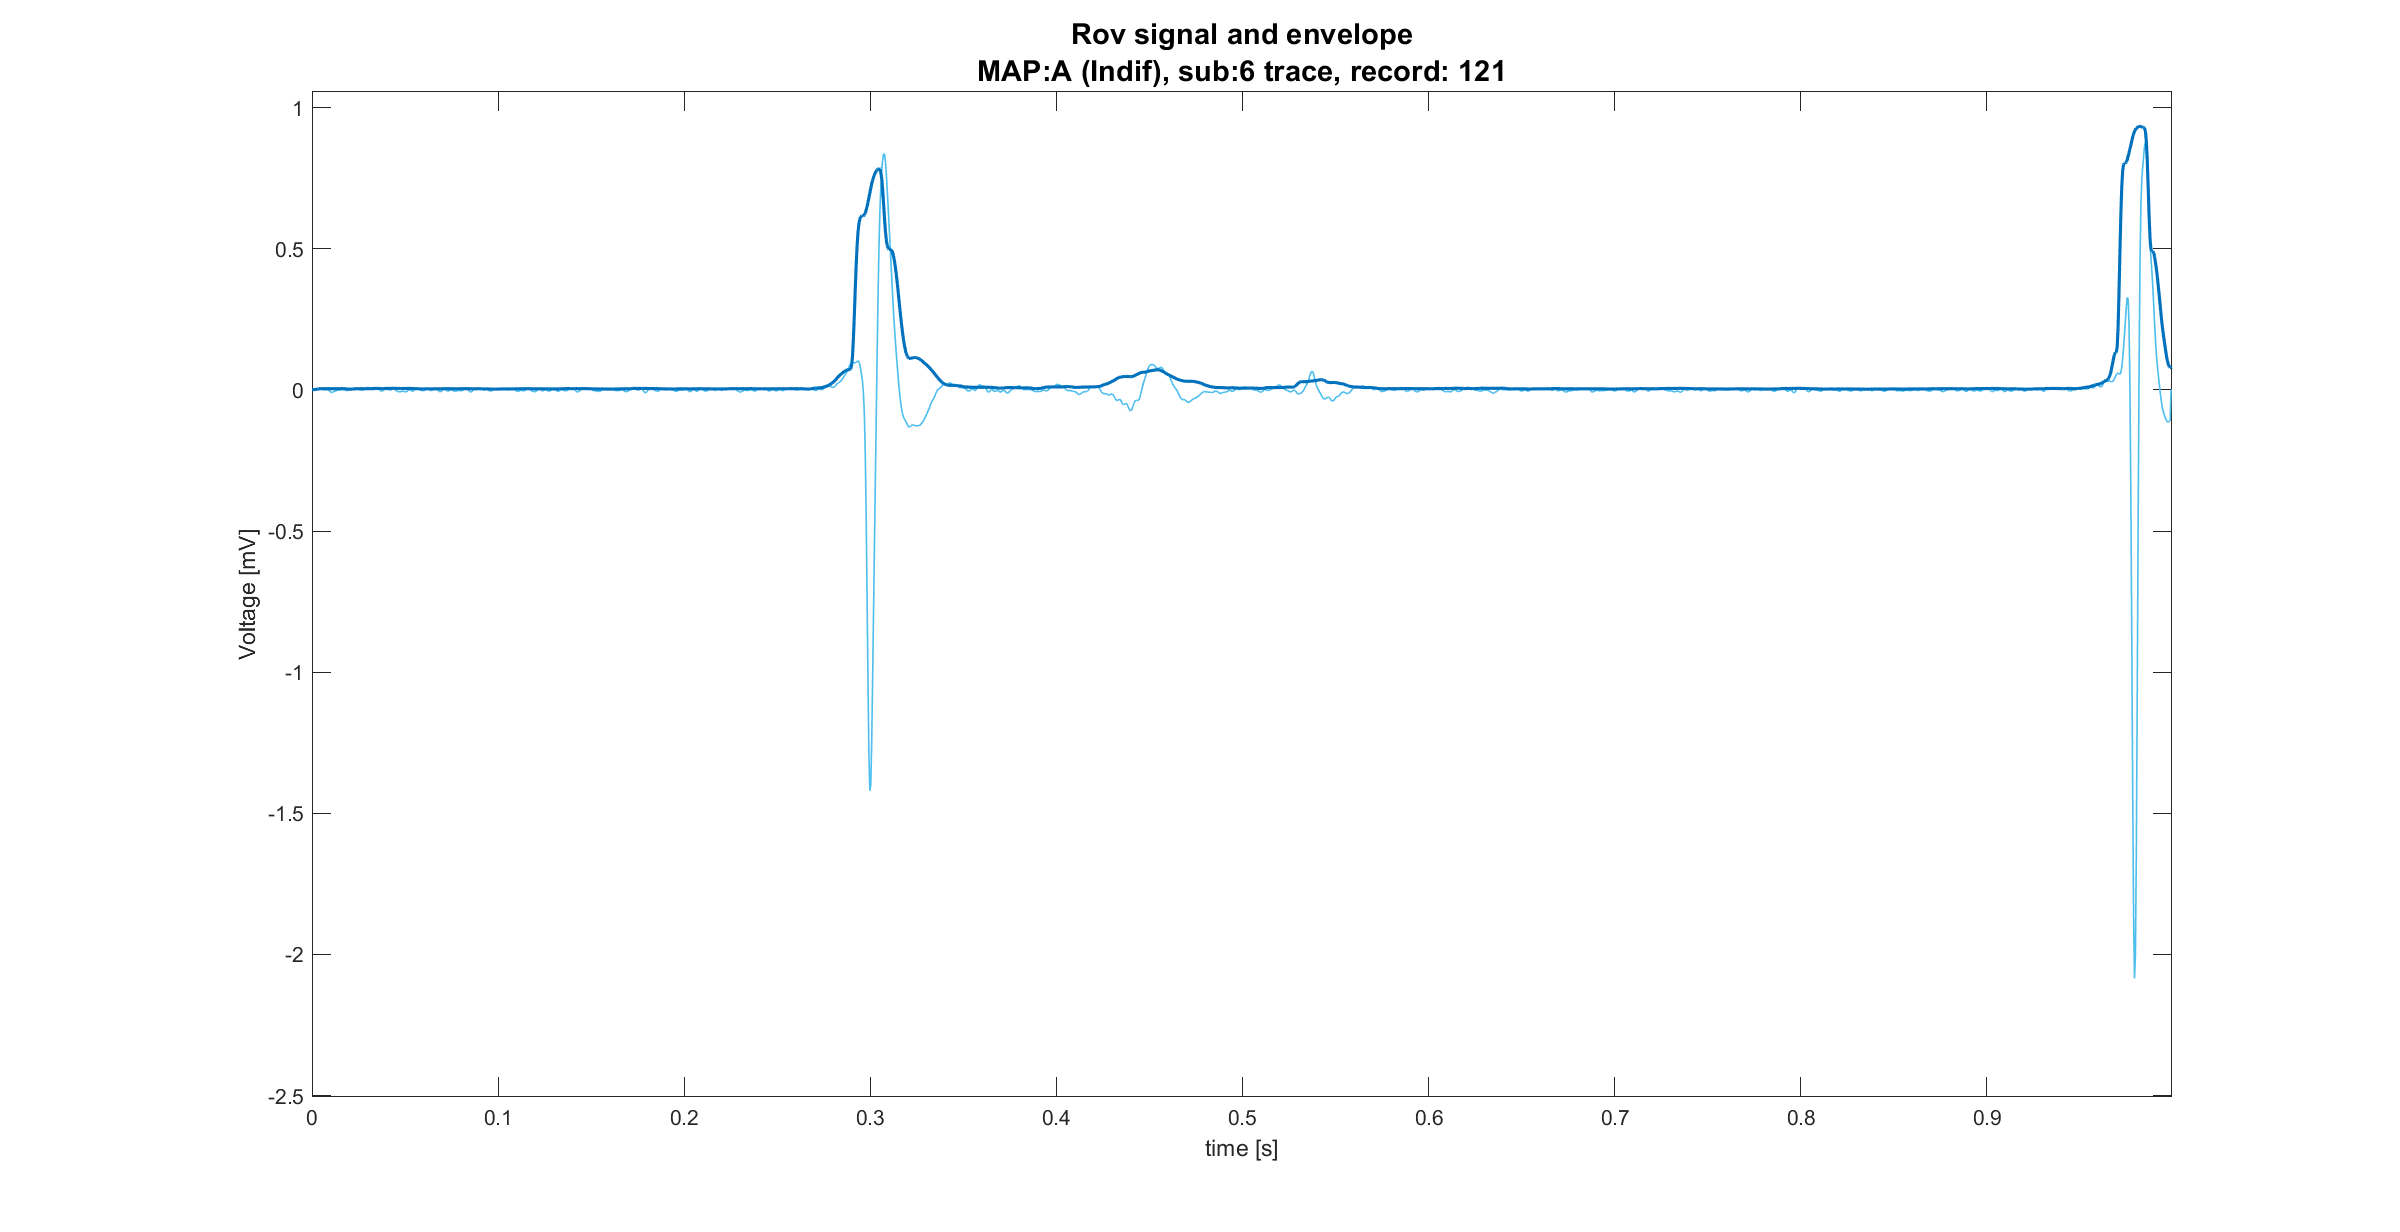 Rov signal and envelope
MAP:A (Indif), sub:6 trace, record: 121
1
0.5
0
-0.5
-1
-1.5
-2
-2.5
Voltage [mV]
0 0.1 0.2 0.3 0.4 0.5 0.6 0.7 0.8 0.9
time [s]